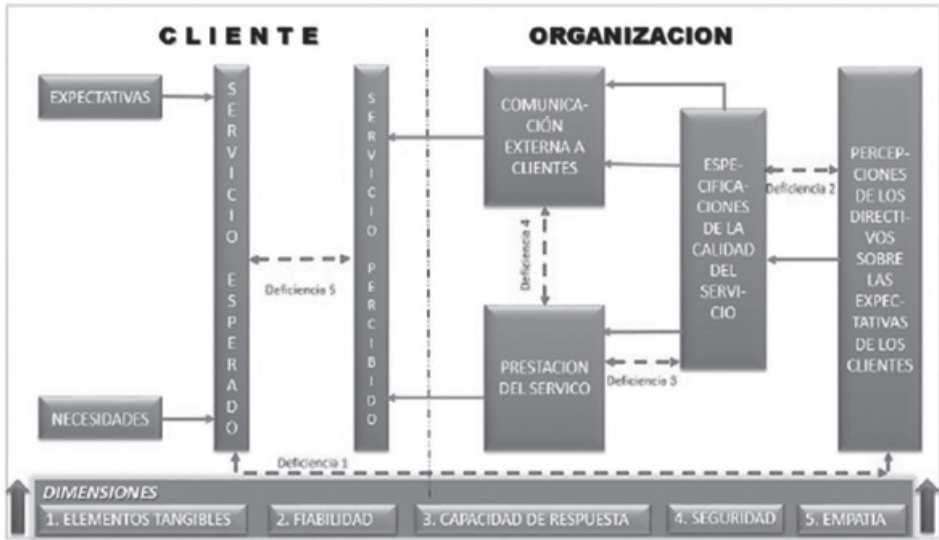 CLIENTE
ORGANIZACION
EXPECTATIVAS
NECESIDADES
SERVICIO ESPERADO
Deficiencia 5
SERVICIO PERCIBIDO
COMUNICA-
CIÓN
EXTERNA A
CLIENTES
Deficiencia 4
PRESTACION
DEL SERVICO
Deficiencia 3
ESPE-
CIFICA-
CIONES
DE LA
CALIDAD
DEL
SERVI-
CIO
Deficiencia 2
PERCEP-
CIONES
DE LOS
DIRECTI-
VOS
SOBRE
LAS
EXPEC-
TATIVAS
DE LOS
CLIENTES
Deficiencia 1
DIMENSIONES
1. ELEMENTOS TANGIBLES
2. FIABILIDAD
3. CAPACIDAD DE RESPUESTA
4. SEGURIDAD
5. EMPATIA